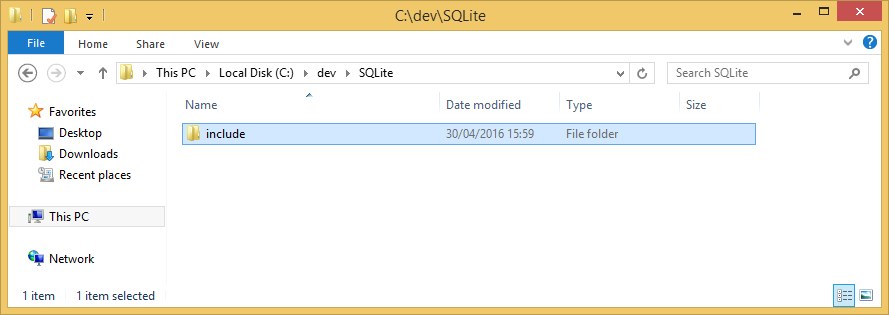 C:\dev\SQLite
File Home Share View
This PC Local Disk (C:) dev SQLite Search SQLite
Favorites
Desktop
Downloads
Recent places
This PC
Network
Name Date modified Type Size
include 30/04/2016 15:59 File folder
1 item 1 item selected